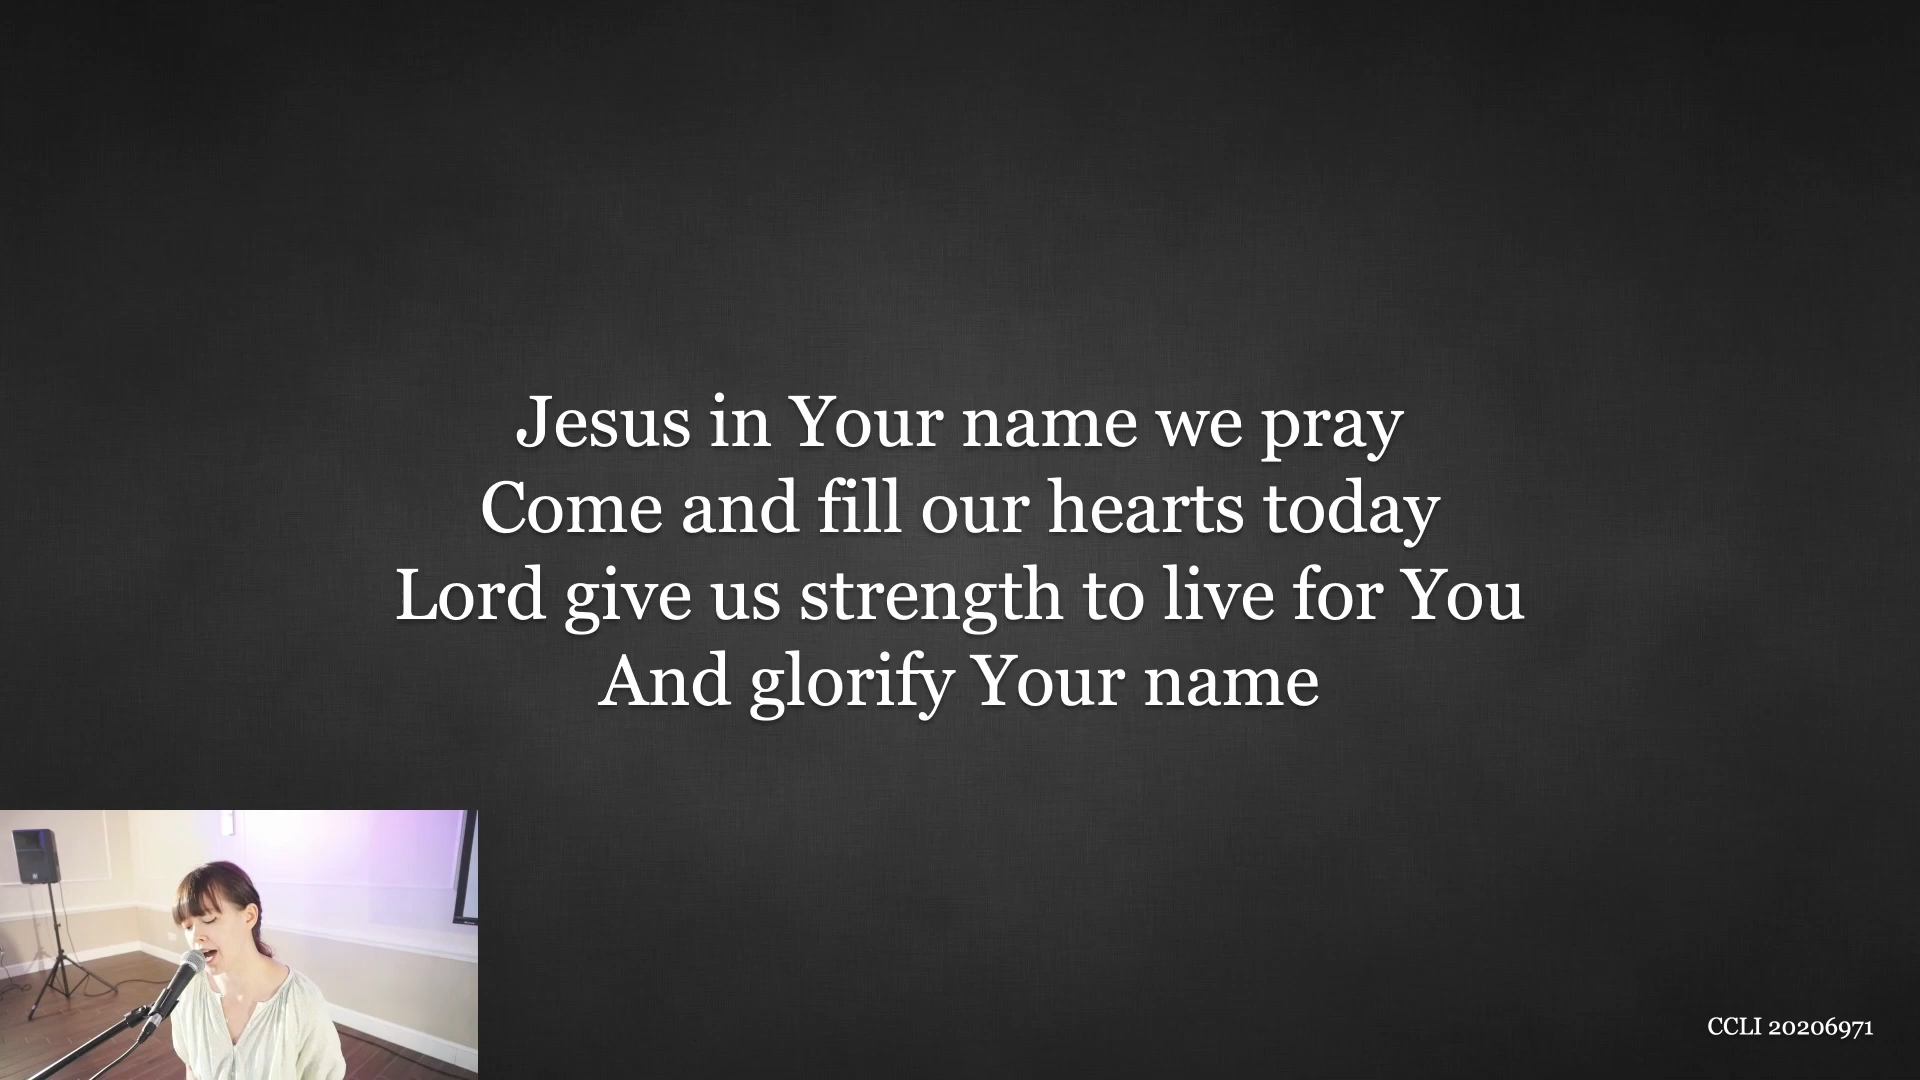 Jesus in Your name we pray
Come and fill our hearts today
Lord give us strength to live for You
And glorify Your name
CCLI 20206971